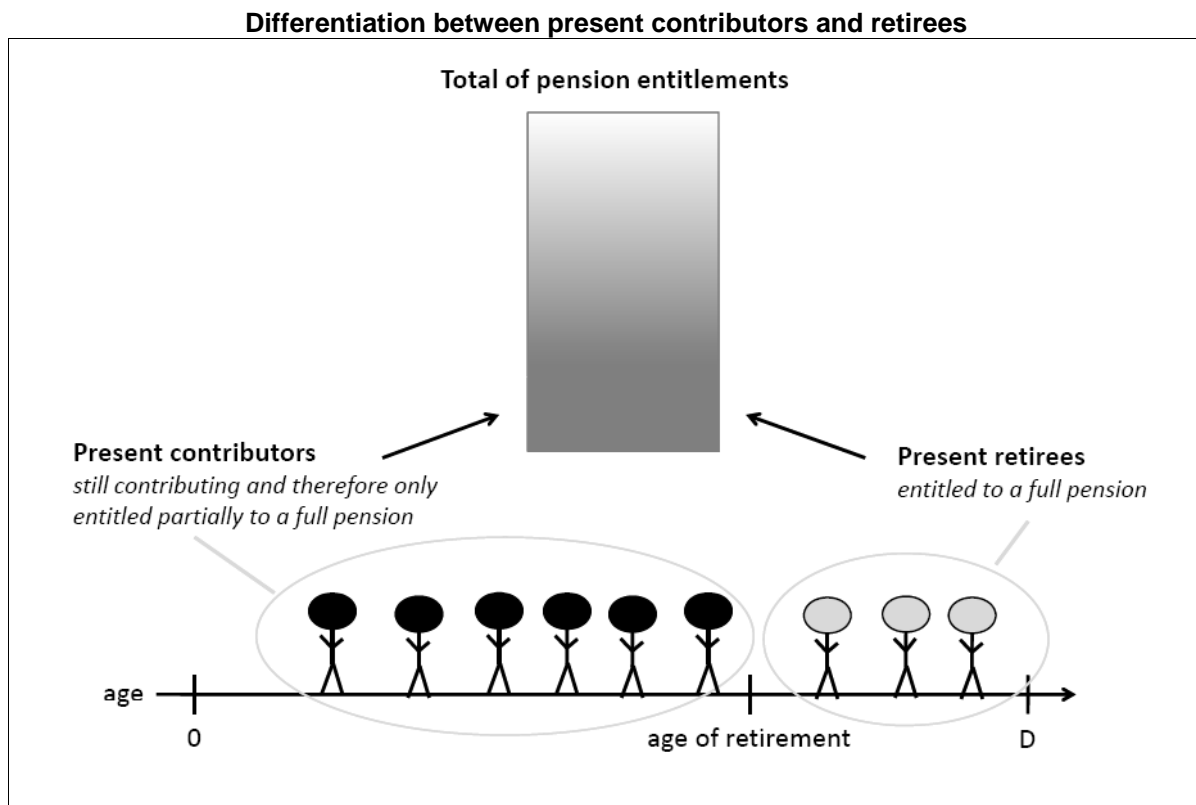 Differentiation between present contributors and retirees
Total of pension entitlements
Present contributors
still contributing and therefore only
entitled partially to a full pension
Present retirees
entitled to a full pension
age
0
age of retirement
D